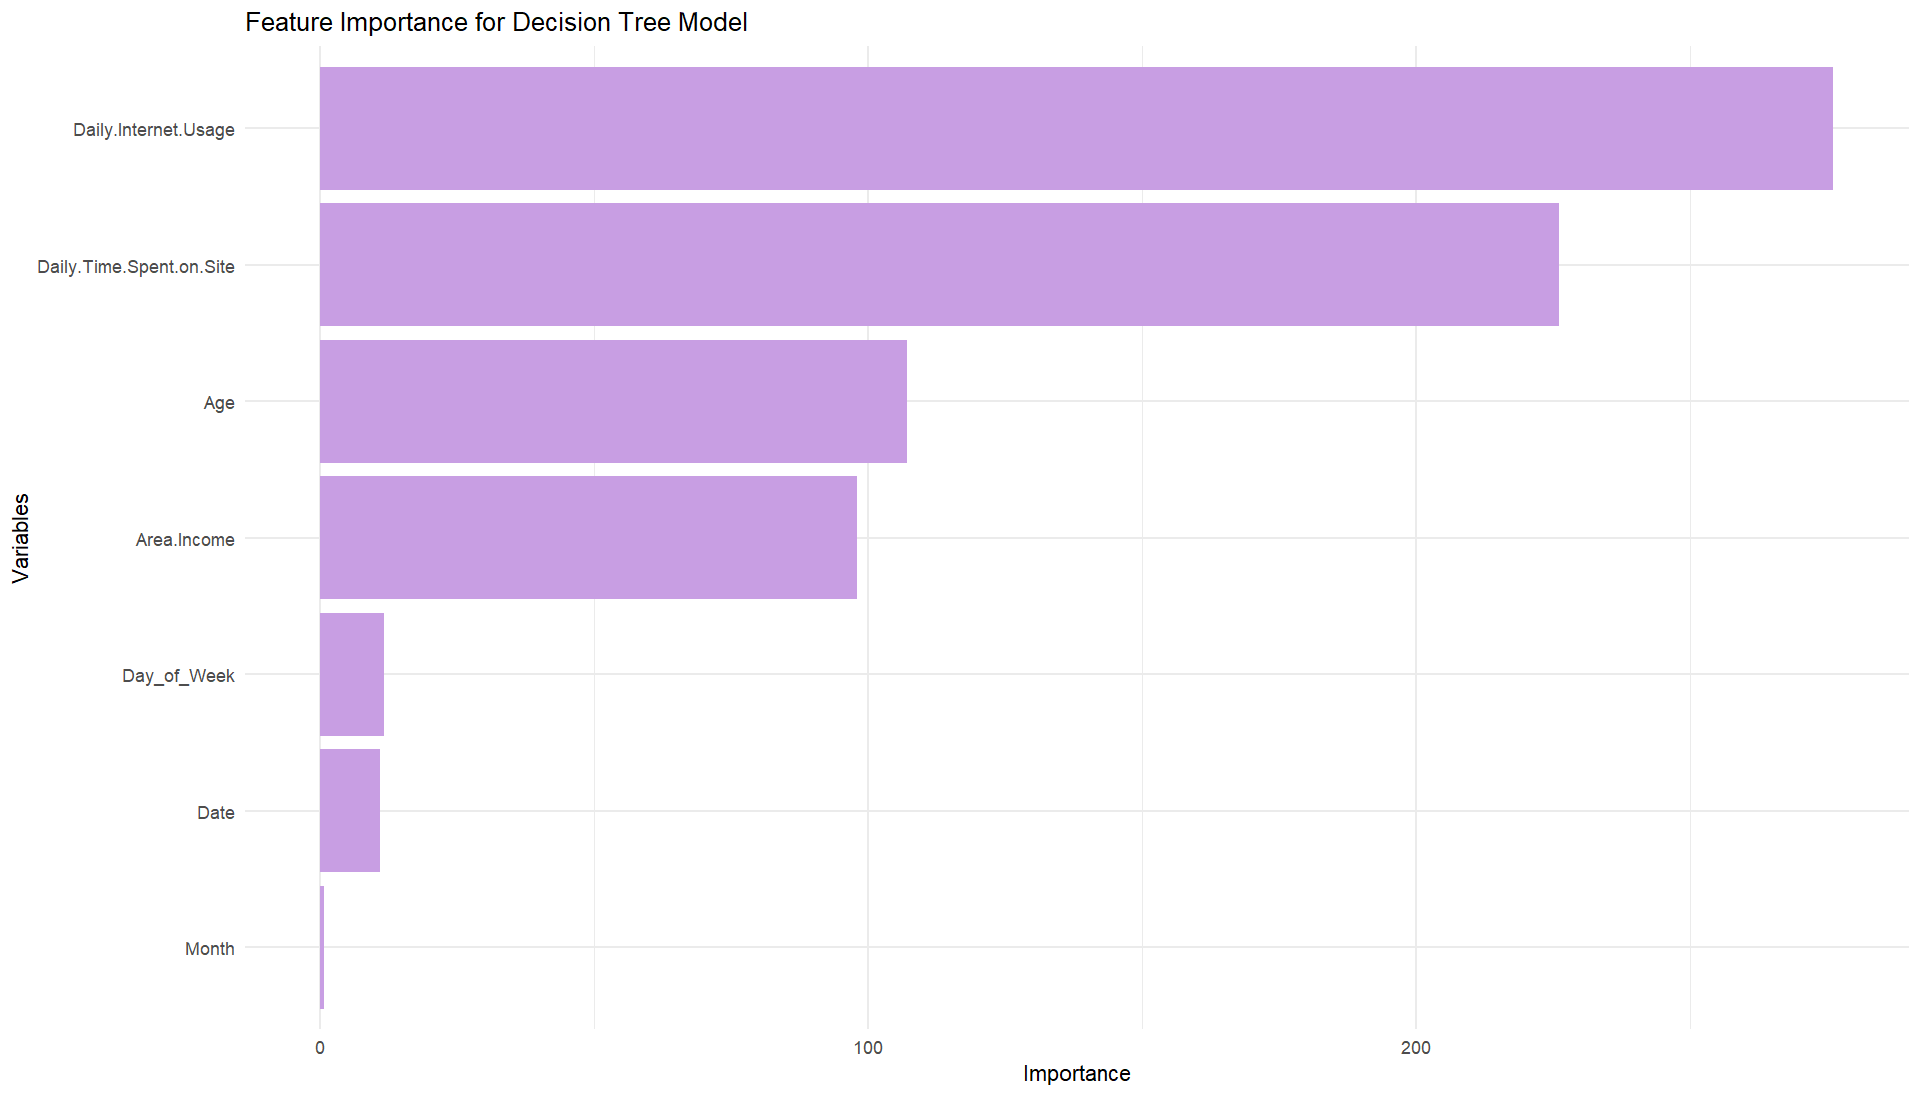 Feature Importance for Decision Tree Model
Daily.Internet.Usage
Daily.Time.Spent.on.Site
Age
Area.Income
Day_of_Week
Date
Month
Variables
0 100 200
Importance